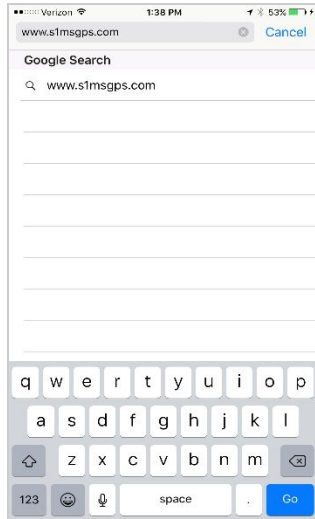 Verizon 1:38 PM 53%
www.s1msgps.com Cancel
Google Search
www.s1msgps.com
q w e r t y u i o p
a s d f g h j k l
z x c v b n m
123 space . Go